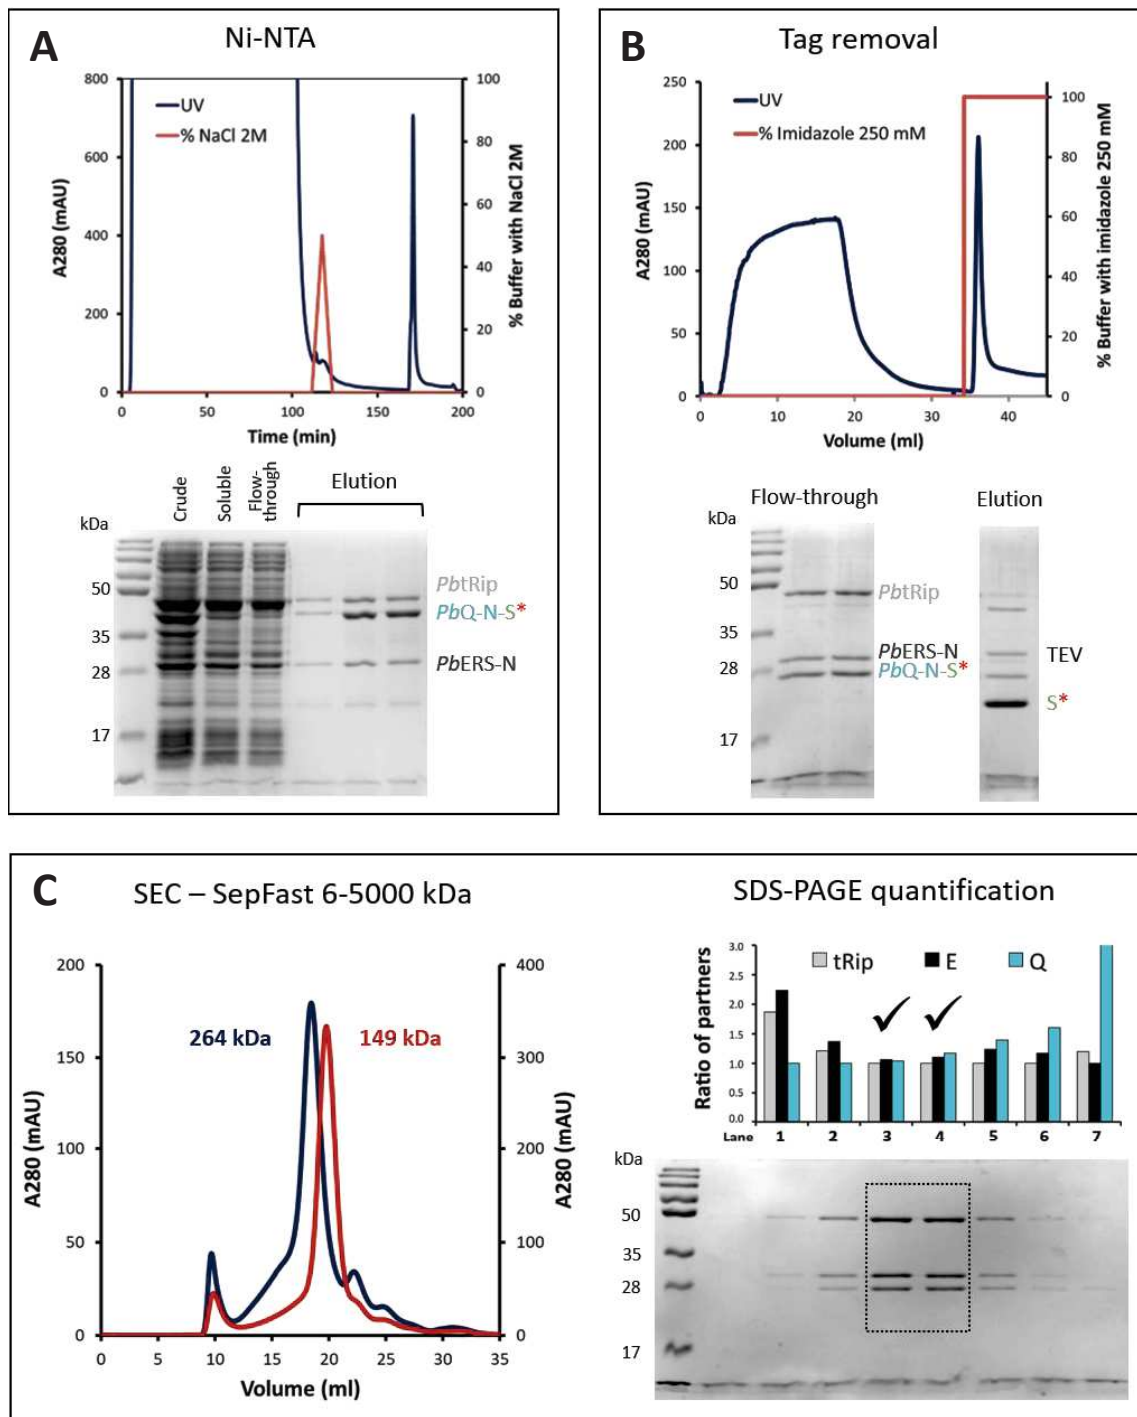 A
Ni-NTA
800
600
400
200
0
A280 (mAU)
UV
% NaCl 2M
100
80
60
40
20
0
% Buffer with NaCl 2M
0 50 100 150 200
Time (min)
Crude
Soluble
Flow-
through
Elution
kDa
50
35
28
17
PbtRip
PbQ-N-S*
PbERS-N
B
Tag removal
250
200
150
100
50
0
A280 (mAU)
UV
% Imidazole 250 mM
100
80
60
40
20
0
% Buffer with imidazole 250 mM
0 10 20 30 40
Volume (ml)
Flow-through
Elution
kDa
50
35
28
17
PbtRip
PbERS-N
PbQ-N-S*
TEV
S*
C
SEC – SepFast 6-5000 kDa
200
150
100
50
0
A280 (mAU)
264 kDa
149 kDa
400
300
200
100
0
A280 (mAU)
0 5 10 15 20 25 30 35
Volume (ml)
SDS-PAGE quantification
3.0
2.5
2.0
1.5
1.0
0.5
0.0
Ratio of partners
tRip E Q
Lane 1 2 3 4 5 6 7
kDa
50
35
28
17